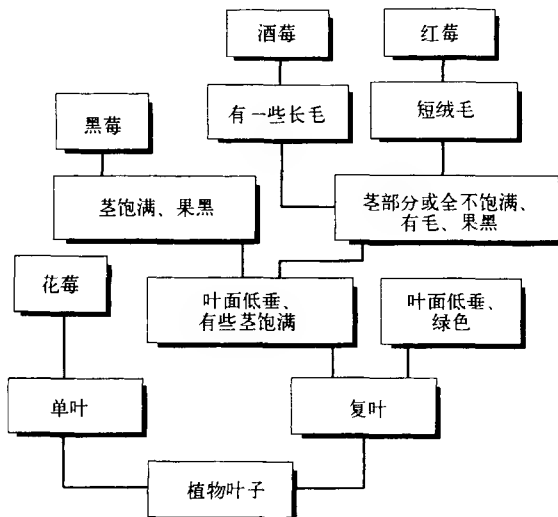 酒莓
红莓
黑莓
有一些长毛
短绒毛
茎饱满、果黑
茎部分或全不饱满、
有毛、果黑
花莓
叶面低垂、
有些茎饱满
叶面低垂、
绿色
单叶
复叶
植物叶子